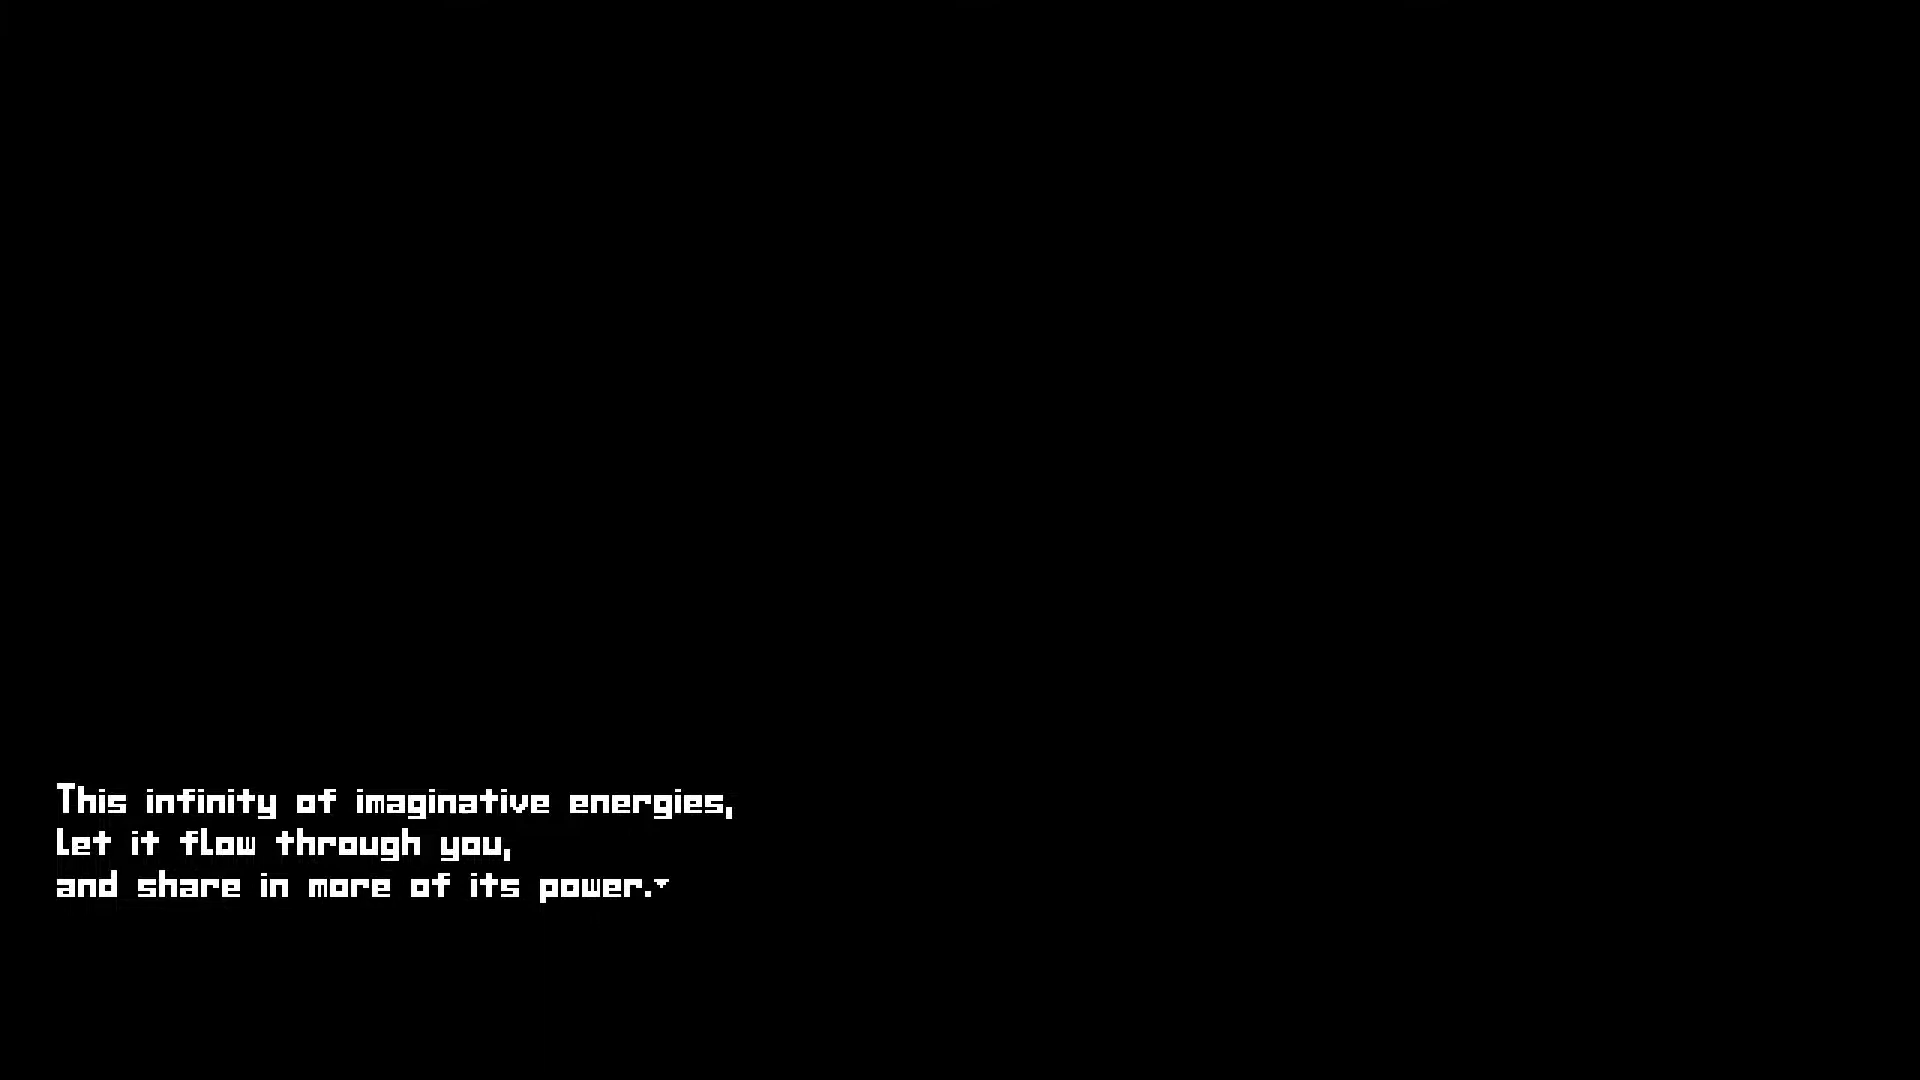 This infinity of imaginative energies,
let it flow through you,
and share in more of its power.